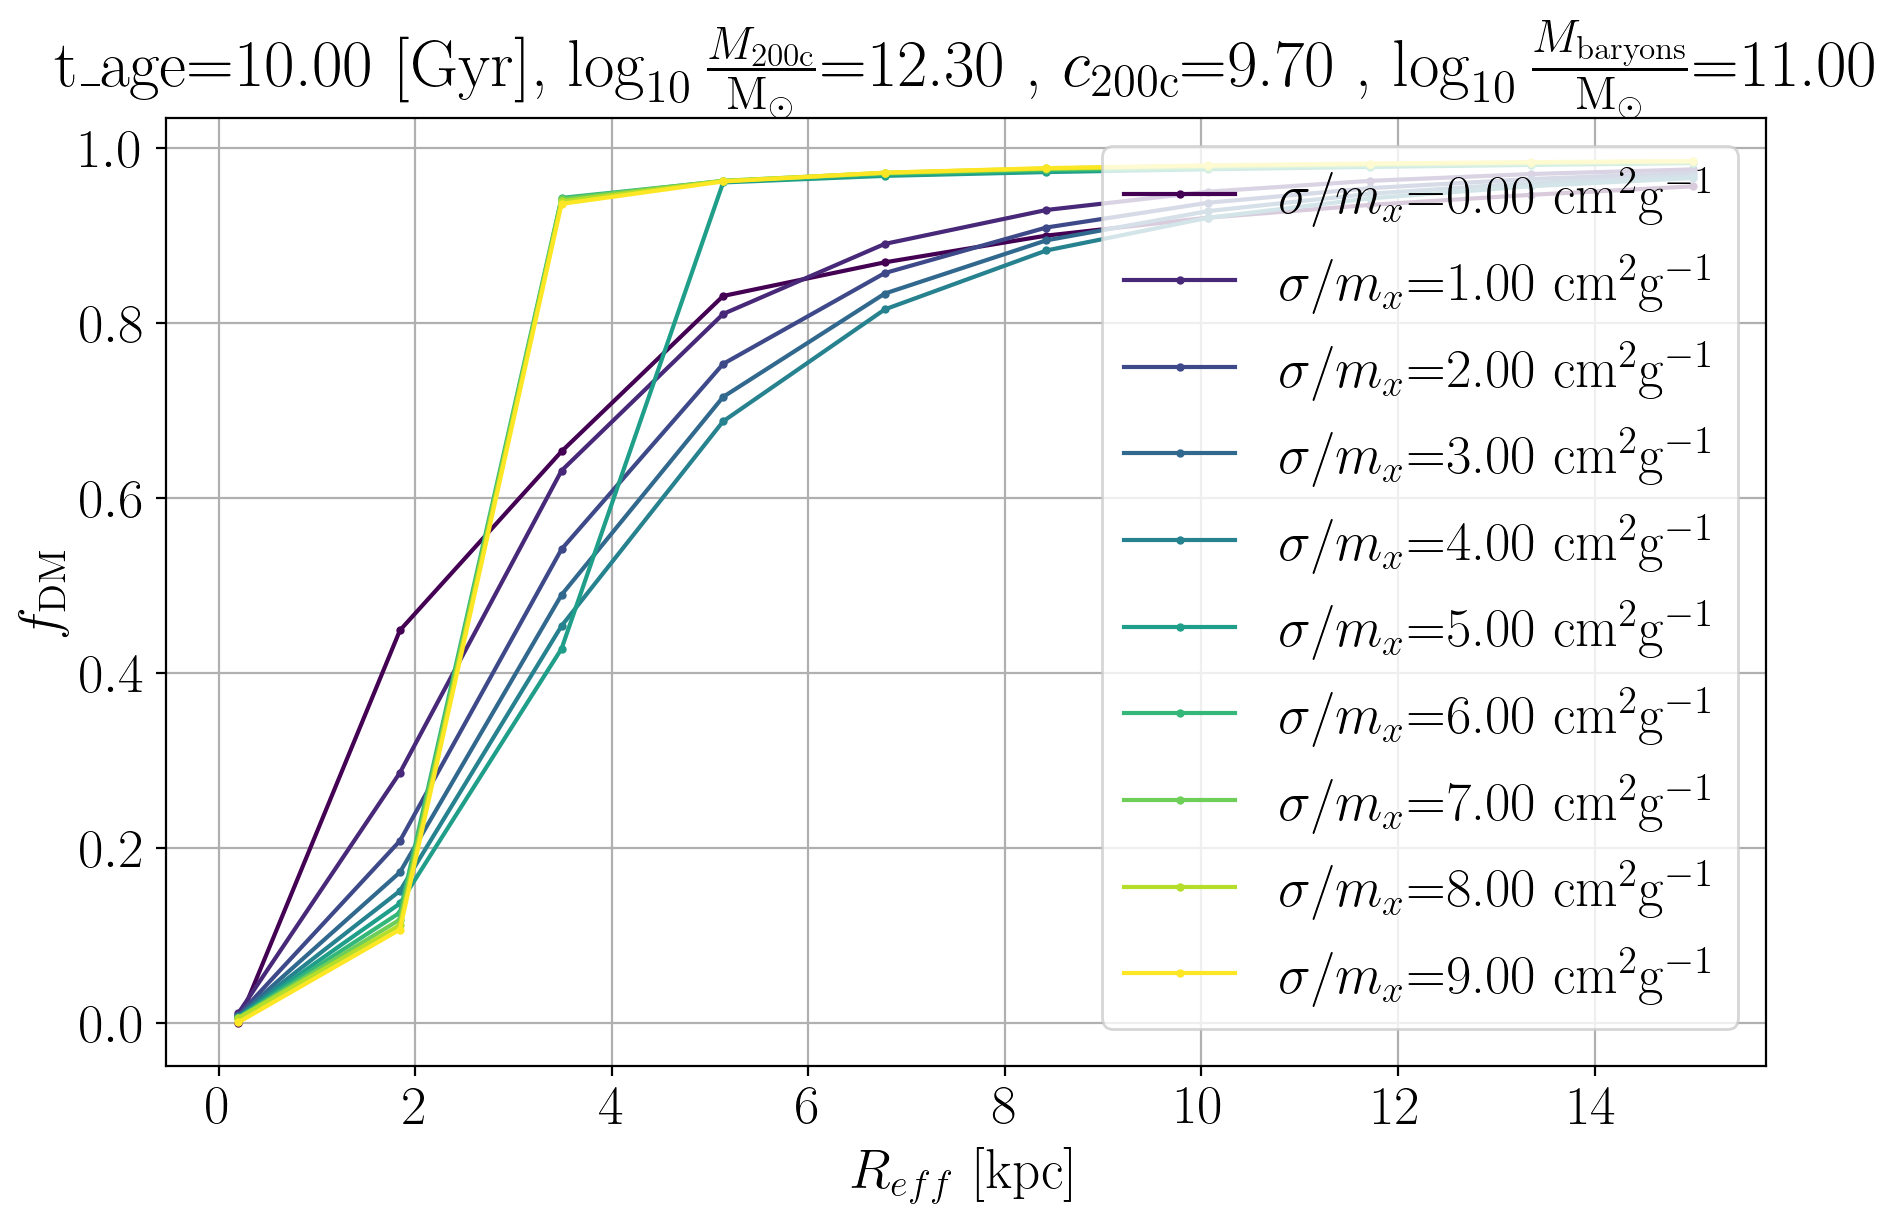 t_age=10.00 [Gyr], log₁₀ M₂₀₀c/M⊙=12.30 , c₂₀₀c=9.70 , log₁₀ M_baryons/M⊙=11.00
1.0
0.8
0.6
0.4
0.2
0.0
f_DM
σ/mₓ=0.00 cm²g⁻¹
σ/mₓ=1.00 cm²g⁻¹
σ/mₓ=2.00 cm²g⁻¹
σ/mₓ=3.00 cm²g⁻¹
σ/mₓ=4.00 cm²g⁻¹
σ/mₓ=5.00 cm²g⁻¹
σ/mₓ=6.00 cm²g⁻¹
σ/mₓ=7.00 cm²g⁻¹
σ/mₓ=8.00 cm²g⁻¹
σ/mₓ=9.00 cm²g⁻¹
0 2 4 6 8 10 12 14
R_eff [kpc]